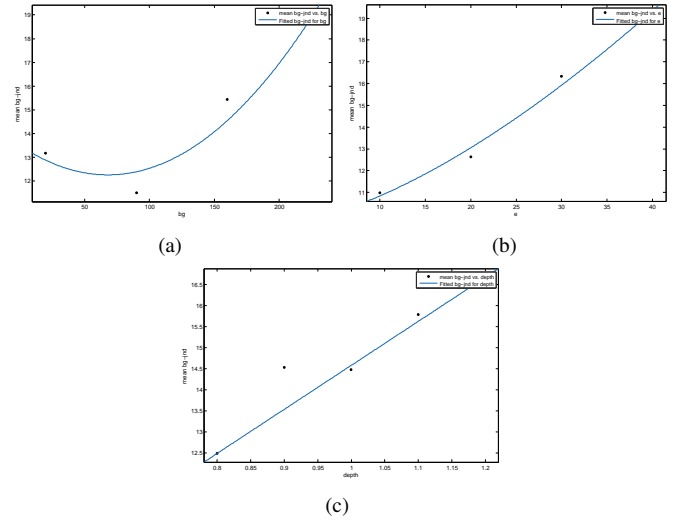 19
18
17
16
15
14
13
12
mean bg-jnd
mean bg-jnd vs. bg
Fitted bg-jnd for bg
50 100 150 200
bg
(a)
19
18
17
16
15
14
13
12
11
mean bg-jnd
mean bg-jnd vs. e
Fitted bg-jnd for e
10 15 20 25 30 35 40
e
(b)
16.5
16
15.5
15
14.5
14
13.5
13
12.5
mean bg-jnd
mean bg-jnd vs. depth
Fitted bg-jnd for depth
0.8 0.85 0.9 0.95 1 1.05 1.1 1.15 1.2
depth
(c)